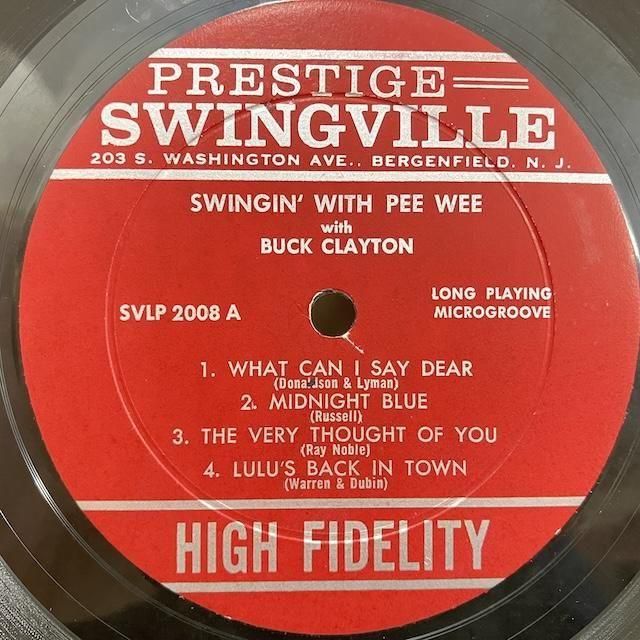 PRESTIGE
SWINGVILLE
203 S. WASHINGTON AVE., BERGENFIELD, N. J.
SWINGIN' WITH PEE WEE
with
BUCK CLAYTON
SVLP 2008 A
LONG PLAYING
MICROGROOVE
1. WHAT CAN I SAY DEAR
(Donaldson & Lyman)
2. MIDNIGHT BLUE
(Russell)
3. THE VERY THOUGHT OF YOU
(Ray Noble)
4. LULU'S BACK IN TOWN
(Warren & Dubin)
HIGH FIDELITY